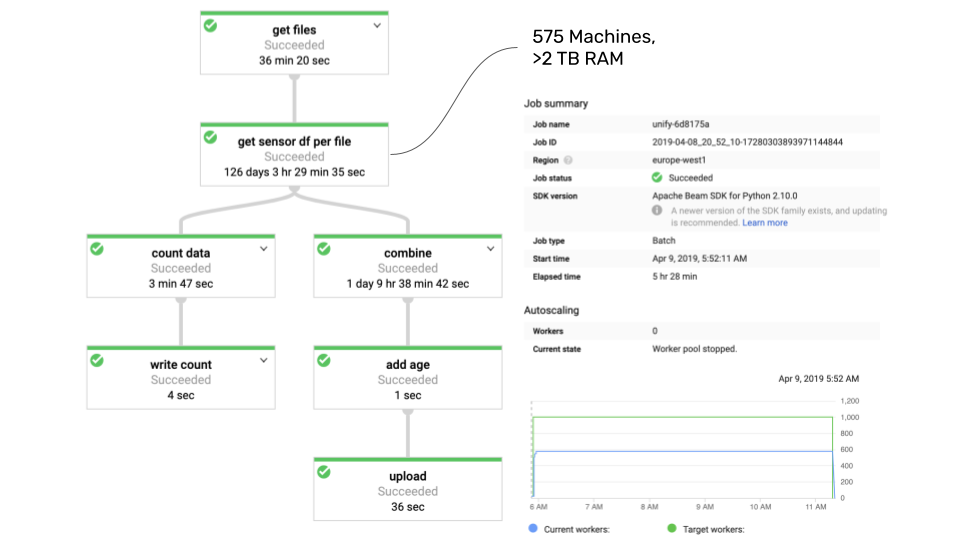 get files
Succeeded
36 min 20 sec
575 Machines,
>2 TB RAM
get sensor df per file
Succeeded
126 days 3 hr 29 min 35 sec
count data
Succeeded
3 min 47 sec
combine
Succeeded
1 day 9 hr 38 min 42 sec
write count
Succeeded
4 sec
add age
Succeeded
1 sec
upload
Succeeded
36 sec
Job summary
Job name unify-6d8175a
Job ID 2019-04-08_20_52_10-17280303893971144844
Region europe-west1
Job status Succeeded
SDK version Apache Beam SDK for Python 2.10.0
A newer version of the SDK family exists, and updating
is recommended. Learn more
Job type Batch
Start time Apr 9, 2019, 5:52:11 AM
Elapsed time 5 hr 28 min
Autoscaling
Workers 0
Current state Worker pool stopped.
Apr 9, 2019 5:52 AM
1,200
1,000
800
600
400
200
0
6 AM 7 AM 8 AM 9 AM 10 AM 11 AM
Current workers: Target workers: